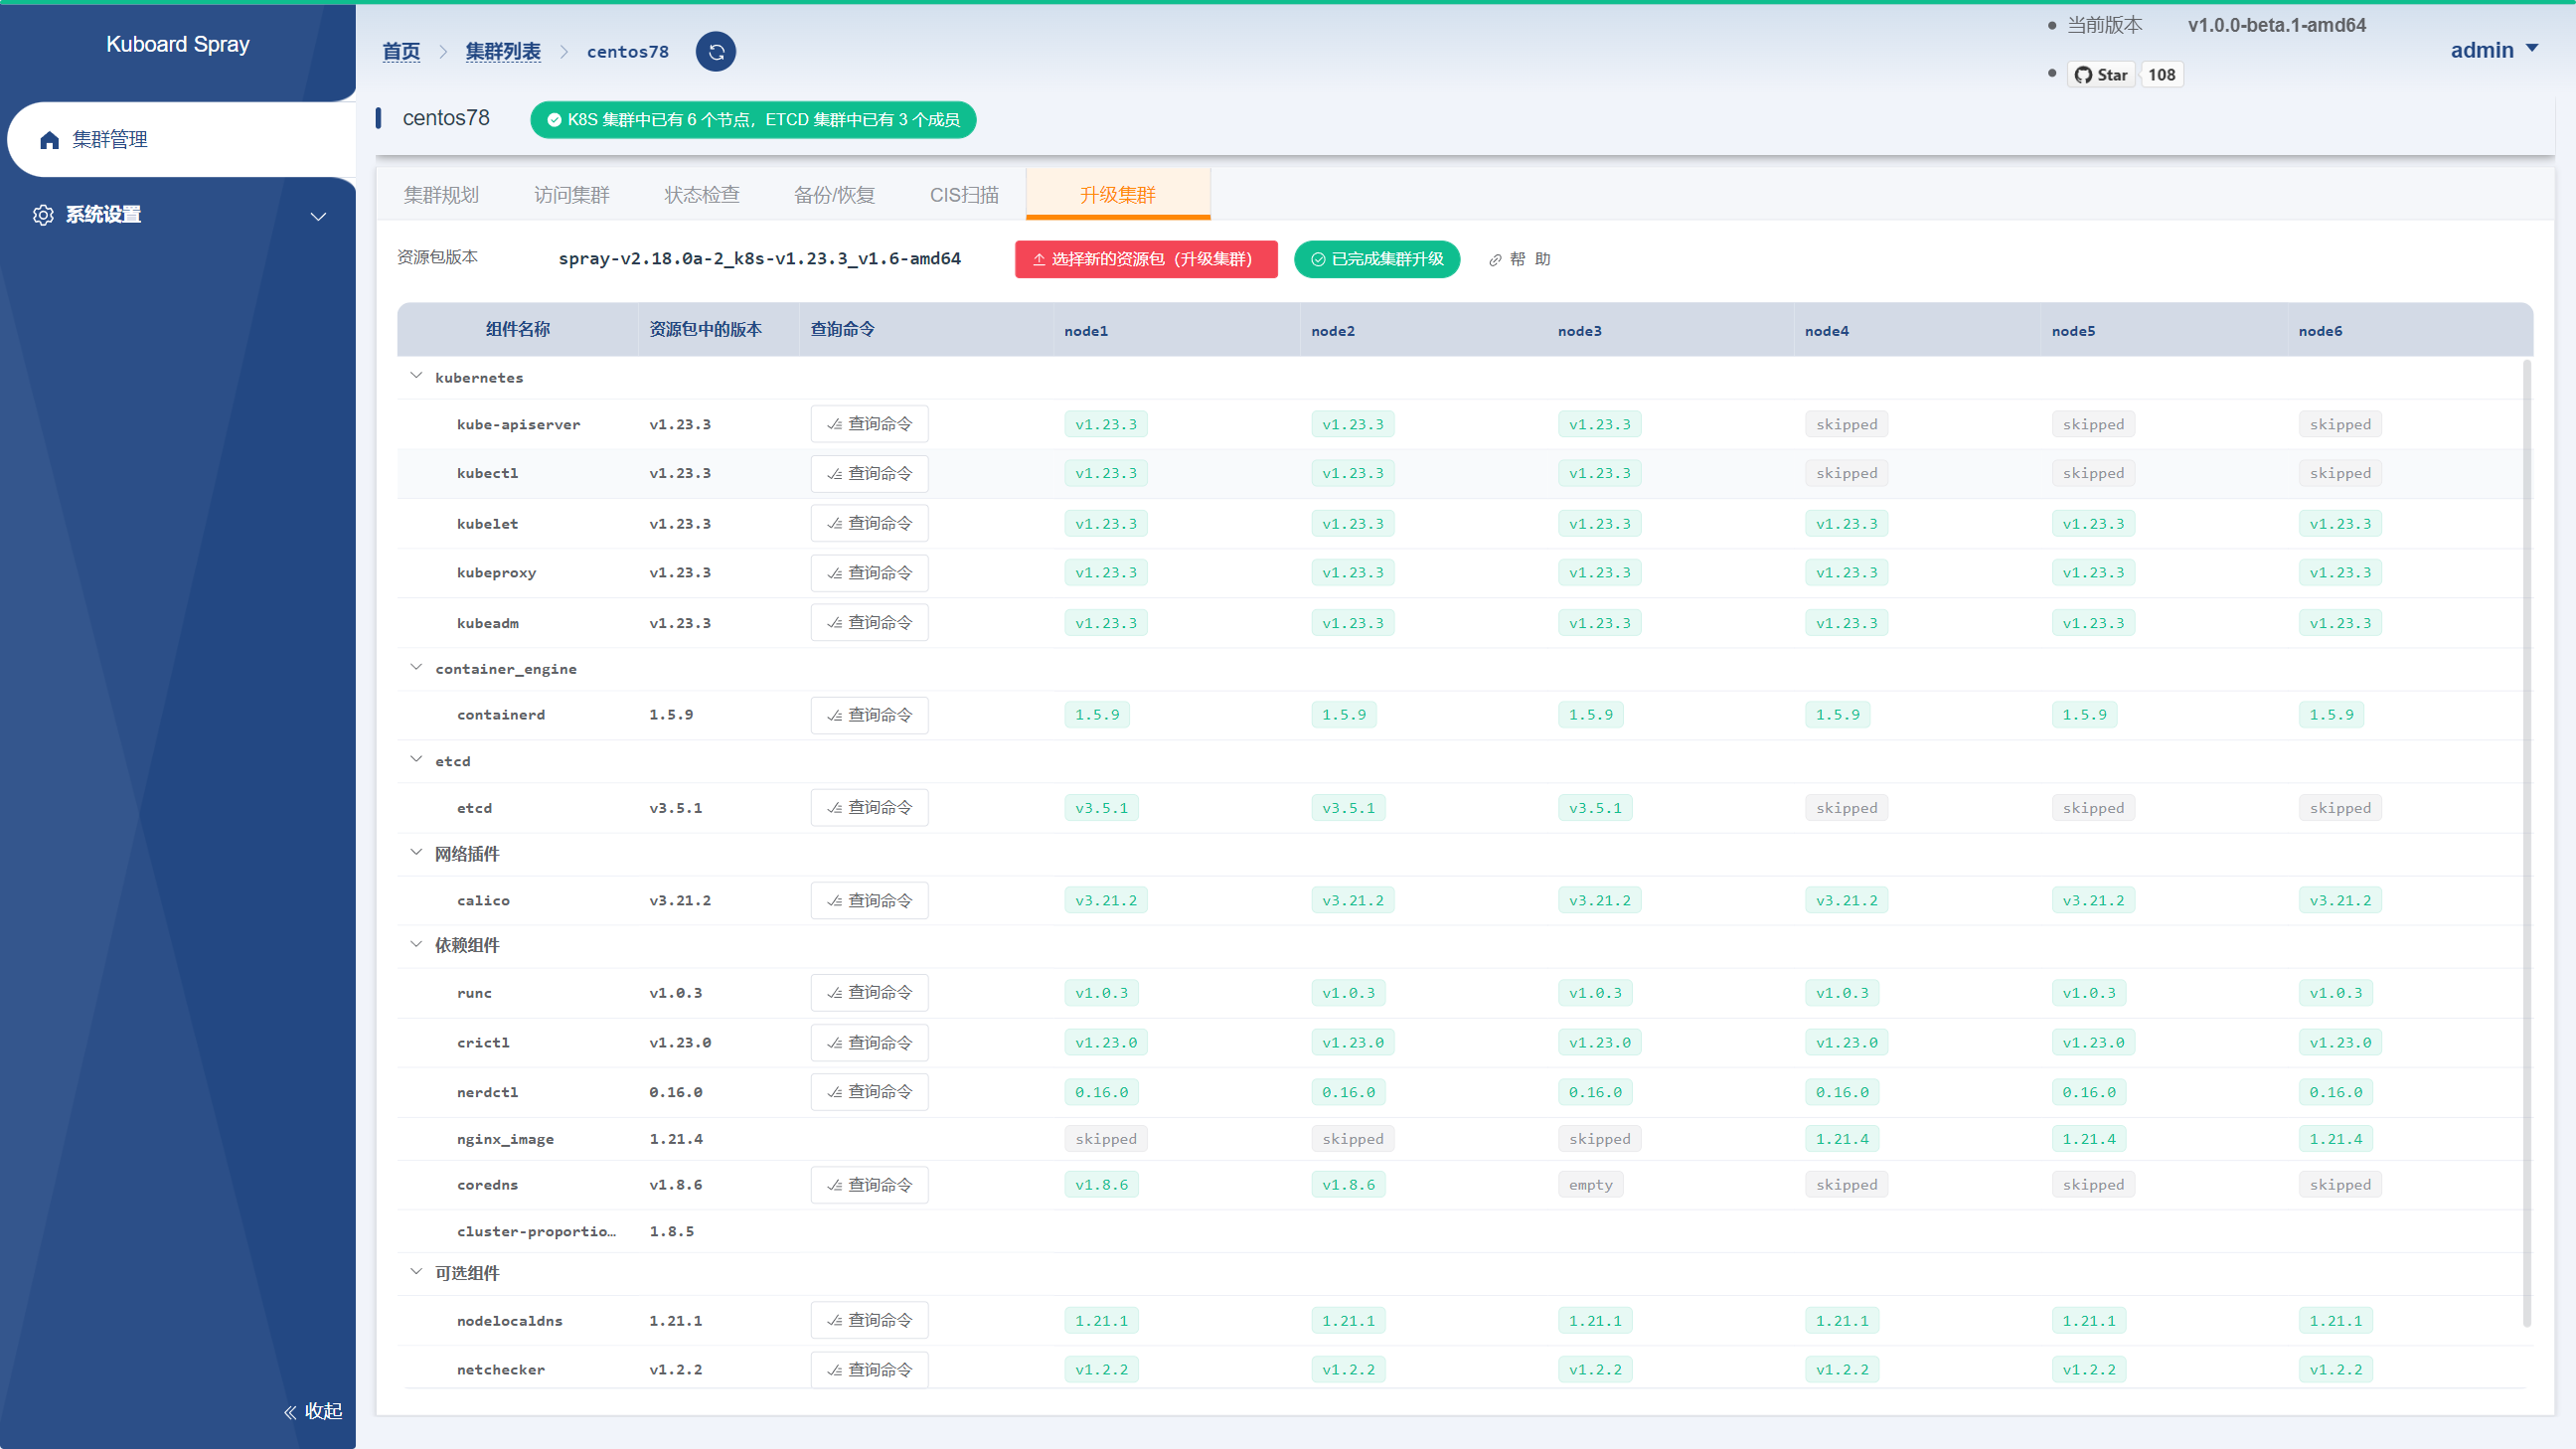 Kuboard Spray
首页 集群列表 centos78
当前版本 v1.0.0-beta.1-amd64
Star 108
admin
集群管理
系统设置
centos78 K8S 集群中已有 6 个节点，ETCD 集群中已有 3 个成员
集群规划 访问集群 状态检查 备份/恢复 CIS扫描 升级集群
资源包版本 spray-v2.18.0a-2_k8s-v1.23.3_v1.6-amd64 选择新的资源包（升级集群） 已完成集群升级 帮 助
组件名称 资源包中的版本 查询命令 node1 node2 node3 node4 node5 node6
kubernetes
kube-apiserver v1.23.3 查询命令 v1.23.3 v1.23.3 v1.23.3 skipped skipped skipped
kubectl v1.23.3 查询命令 v1.23.3 v1.23.3 v1.23.3 skipped skipped skipped
kubelet v1.23.3 查询命令 v1.23.3 v1.23.3 v1.23.3 v1.23.3 v1.23.3 v1.23.3
kubeproxy v1.23.3 查询命令 v1.23.3 v1.23.3 v1.23.3 v1.23.3 v1.23.3 v1.23.3
kubeadm v1.23.3 查询命令 v1.23.3 v1.23.3 v1.23.3 v1.23.3 v1.23.3 v1.23.3
container_engine
containerd 1.5.9 查询命令 1.5.9 1.5.9 1.5.9 1.5.9 1.5.9 1.5.9
etcd
etcd v3.5.1 查询命令 v3.5.1 v3.5.1 v3.5.1 skipped skipped skipped
网络插件
calico v3.21.2 查询命令 v3.21.2 v3.21.2 v3.21.2 v3.21.2 v3.21.2 v3.21.2
依赖组件
runc v1.0.3 查询命令 v1.0.3 v1.0.3 v1.0.3 v1.0.3 v1.0.3 v1.0.3
crictl v1.23.0 查询命令 v1.23.0 v1.23.0 v1.23.0 v1.23.0 v1.23.0 v1.23.0
nerdctl 0.16.0 查询命令 0.16.0 0.16.0 0.16.0 0.16.0 0.16.0 0.16.0
nginx_image 1.21.4 skipped skipped skipped 1.21.4 1.21.4 1.21.4
coredns v1.8.6 查询命令 v1.8.6 v1.8.6 empty skipped skipped skipped
cluster-proportio… 1.8.5
可选组件
nodelocaldns 1.21.1 查询命令 1.21.1 1.21.1 1.21.1 1.21.1 1.21.1 1.21.1
netchecker v1.2.2 查询命令 v1.2.2 v1.2.2 v1.2.2 v1.2.2 v1.2.2 v1.2.2
收起